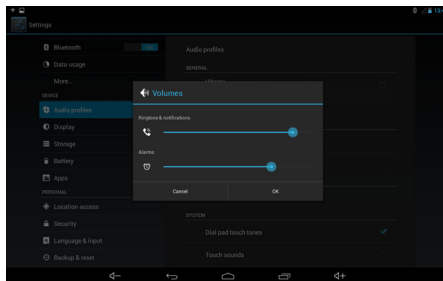 Settings
Bluetooth
ON
Data usage
More...
DEVICE
Audio profiles
Display
Storage
Battery
Apps
PERSONAL
Location access
Security
Language & input
Backup & reset
Audio profiles
GENERAL
Volumes
Ringtone & notifications
Alarms
Cancel
OK
SYSTEM
Dial pad touch tones
Touch sounds